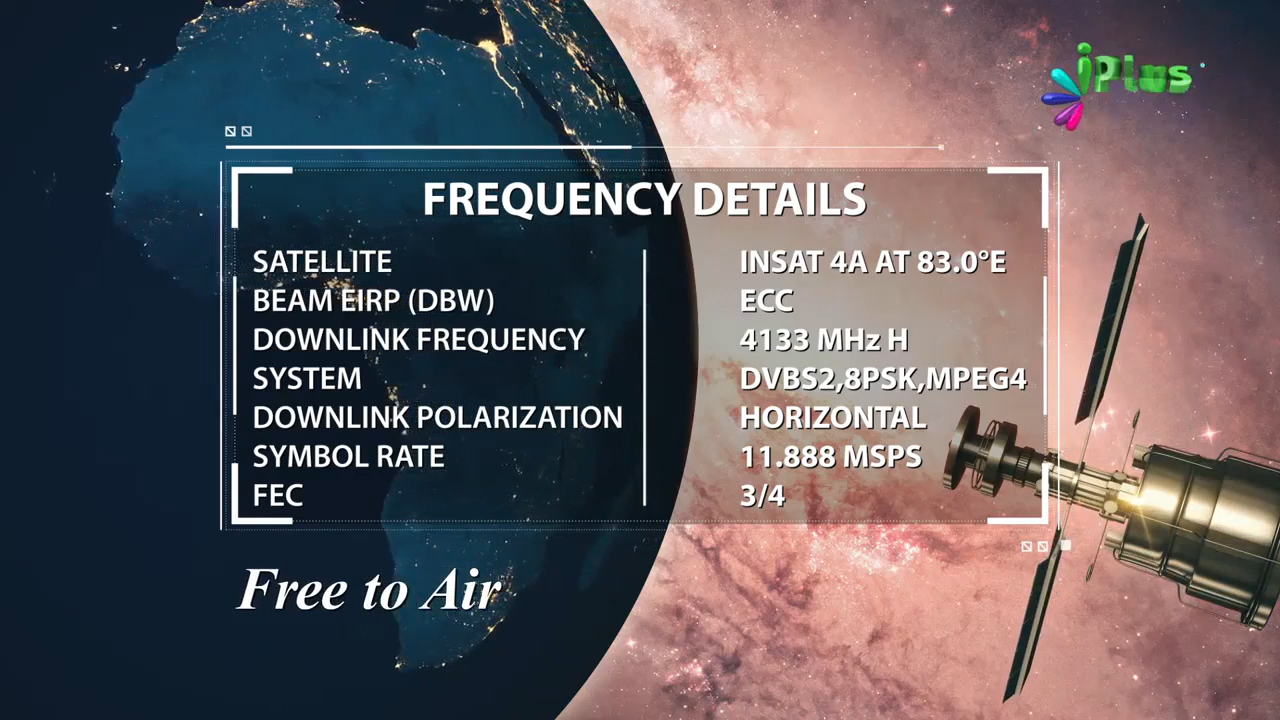 iPlus
FREQUENCY DETAILS
SATELLITE INSAT 4A AT 83.0°E
BEAM EIRP (DBW) ECC
DOWNLINK FREQUENCY 4133 MHz H
SYSTEM DVBS2,8PSK,MPEG4
DOWNLINK POLARIZATION HORIZONTAL
SYMBOL RATE 11.888 MSPS
FEC 3/4
Free to Air